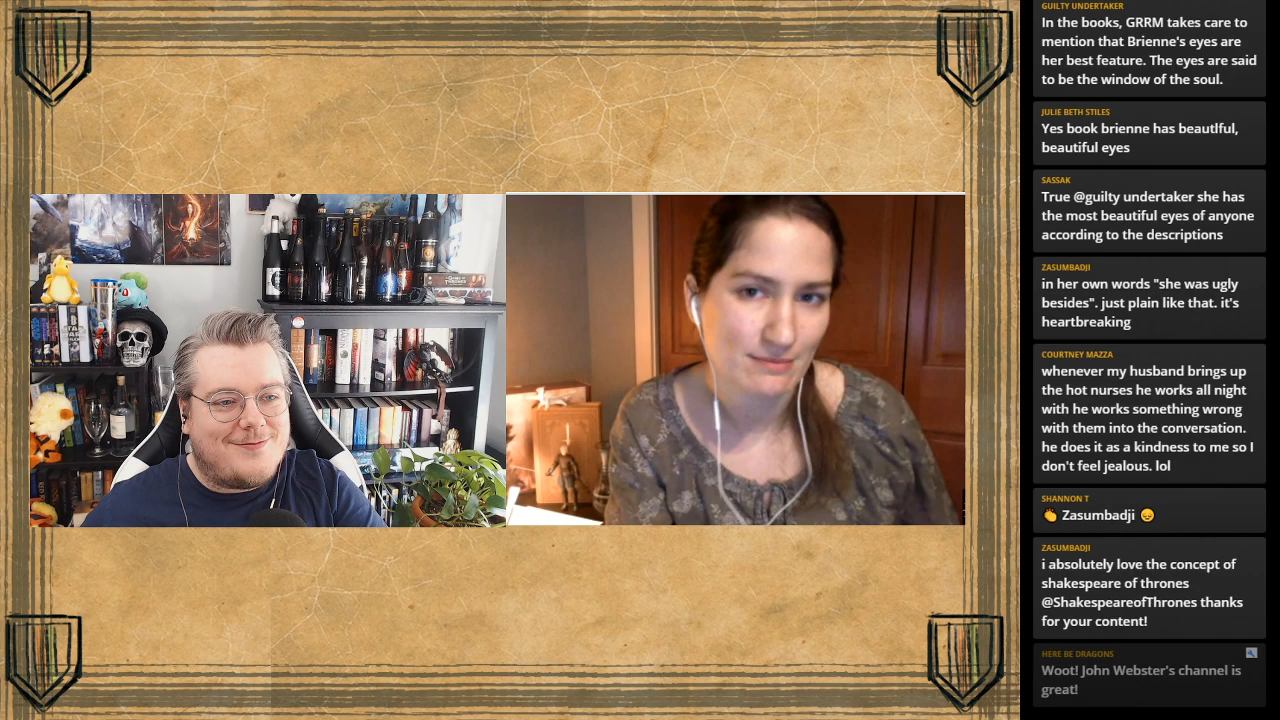 GUILTY UNDERTAKER
In the books, GRRM takes care to
mention that Brienne's eyes are
her best feature. The eyes are said
to be the window of the soul.
JULIE BETH STILES
Yes book brienne has beautlful,
beautiful eyes
SASSAK
True @guilty undertaker she has
the most beautiful eyes of anyone
according to the descriptions
ZASUMBADJI
in her own words "she was ugly
besides". just plain like that. it's
heartbreaking
COURTNEY MAZZA
whenever my husband brings up
the hot nurses he works all night
with he works something wrong
with them into the conversation.
he does it as a kindness to me so I
don't feel jealous. lol
SHANNON T
👏 Zasumbadji 😞
ZASUMBADJI
i absolutely love the concept of
shakespeare of thrones
@ShakespeareofThrones thanks
for your content!
HERE BE DRAGONS
Woot! John Webster's channel is
great!